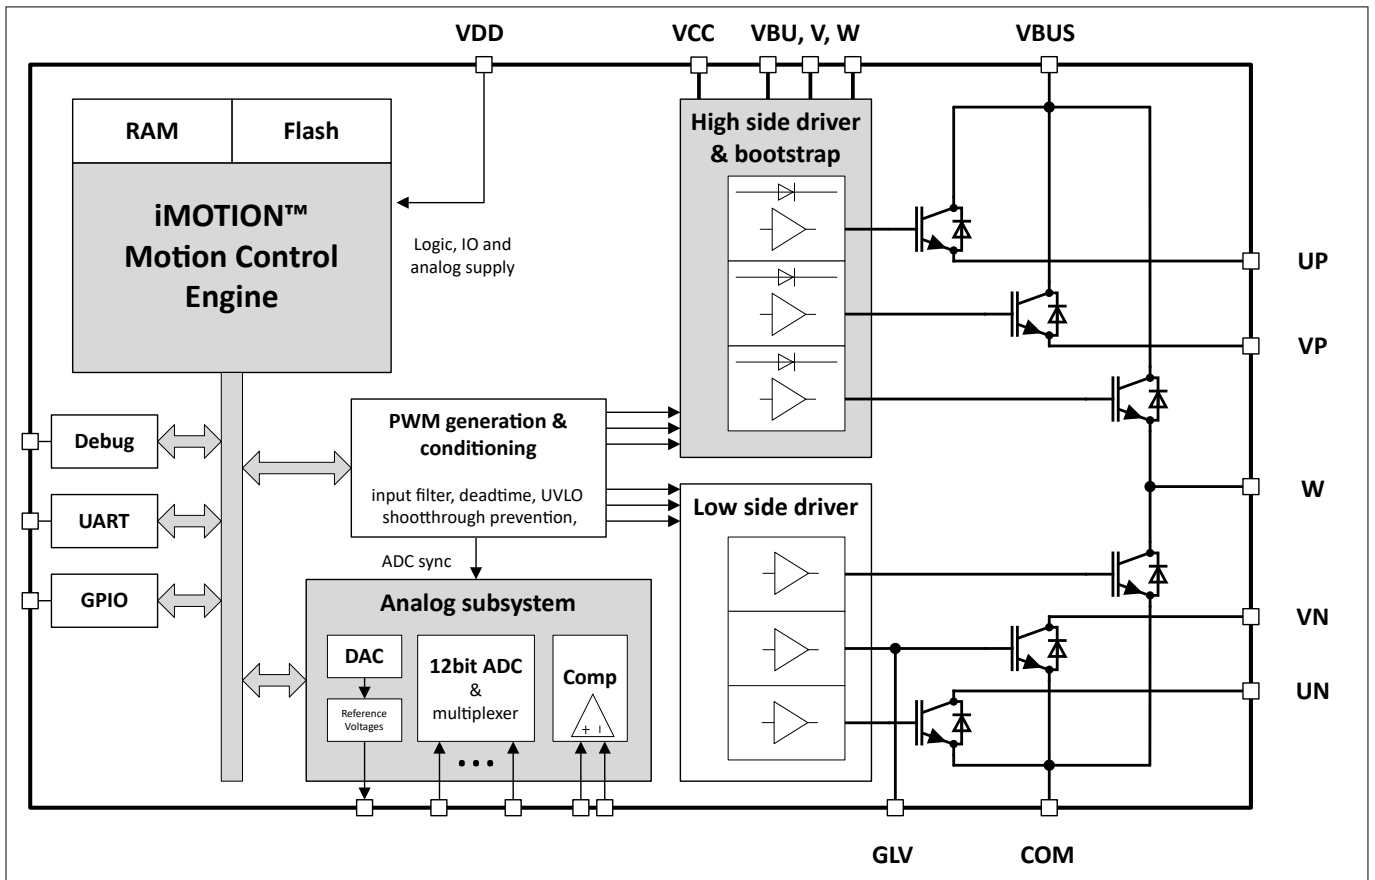 VDD
VCC
VBU, V, W
VBUS
RAM
Flash
iMOTION™
Motion Control
Engine
Logic, IO and
analog supply
High side driver
& bootstrap
UP
VP
W
VN
UN
Debug
UART
GPIO
PWM generation &
conditioning
input filter, deadtime, UVLO
shootthrough prevention,
ADC sync
Low side driver
Analog subsystem
DAC
Reference
Voltages
12bit ADC
&
multiplexer
Comp
+ –
GLV
COM